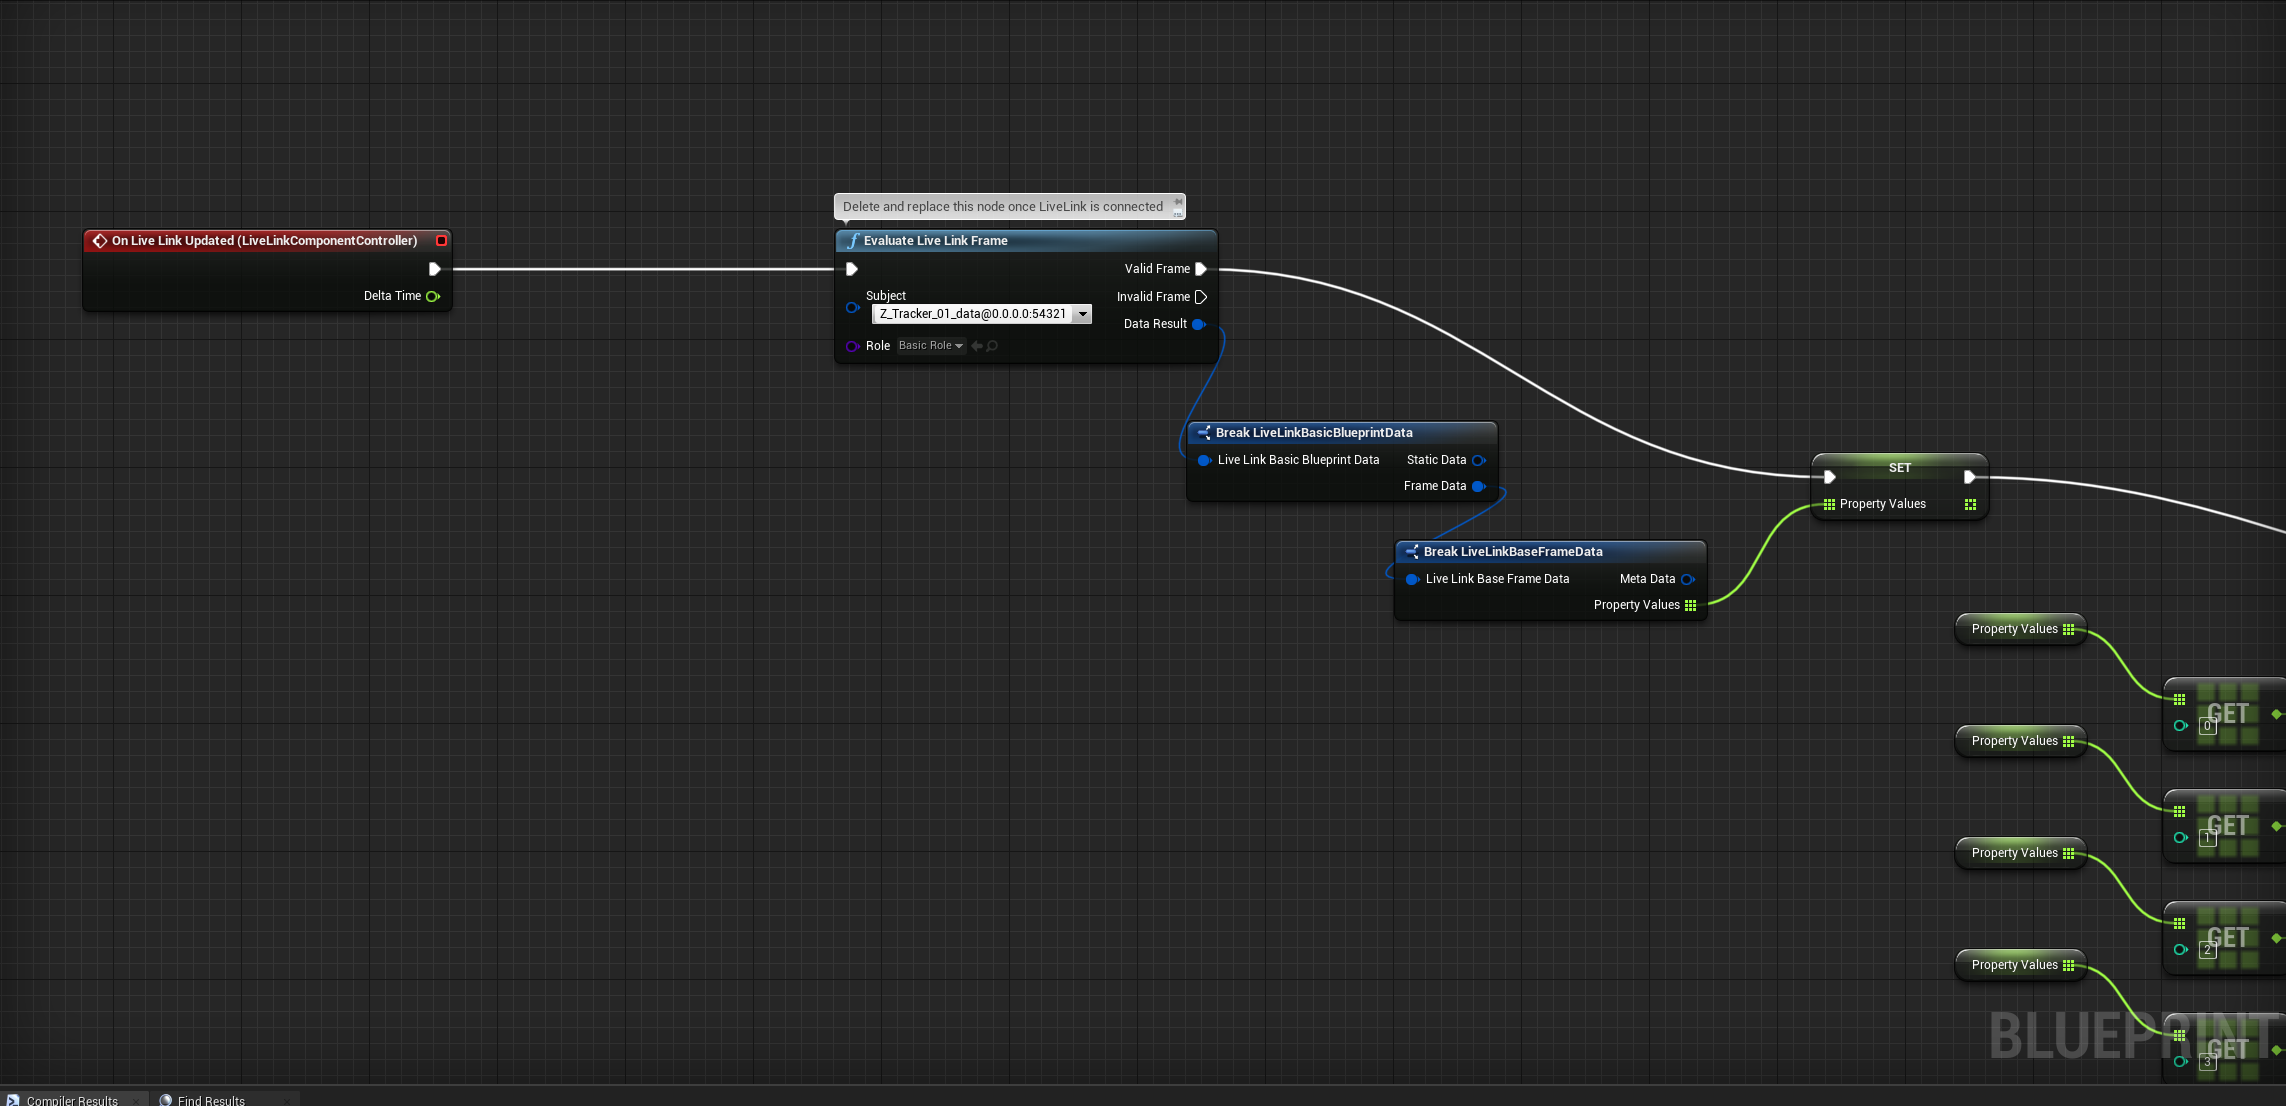 Delete and replace this node once LiveLink is connected
On Live Link Updated (LiveLinkComponentController)
Delta Time
Evaluate Live Link Frame
Valid Frame
Subject
Invalid Frame
Z_Tracker_01_data@0.0.0.0:54321
Data Result
Role Basic Role
Break LiveLinkBasicBlueprintData
Live Link Basic Blueprint Data Static Data
Frame Data
SET
Property Values
Break LiveLinkBaseFrameData
Live Link Base Frame Data Meta Data
Property Values
Property Values
GET
0
Property Values
GET
1
Property Values
GET
2
Property Values
GET
3
BLUEPRINT
Compiler Results
Find Results